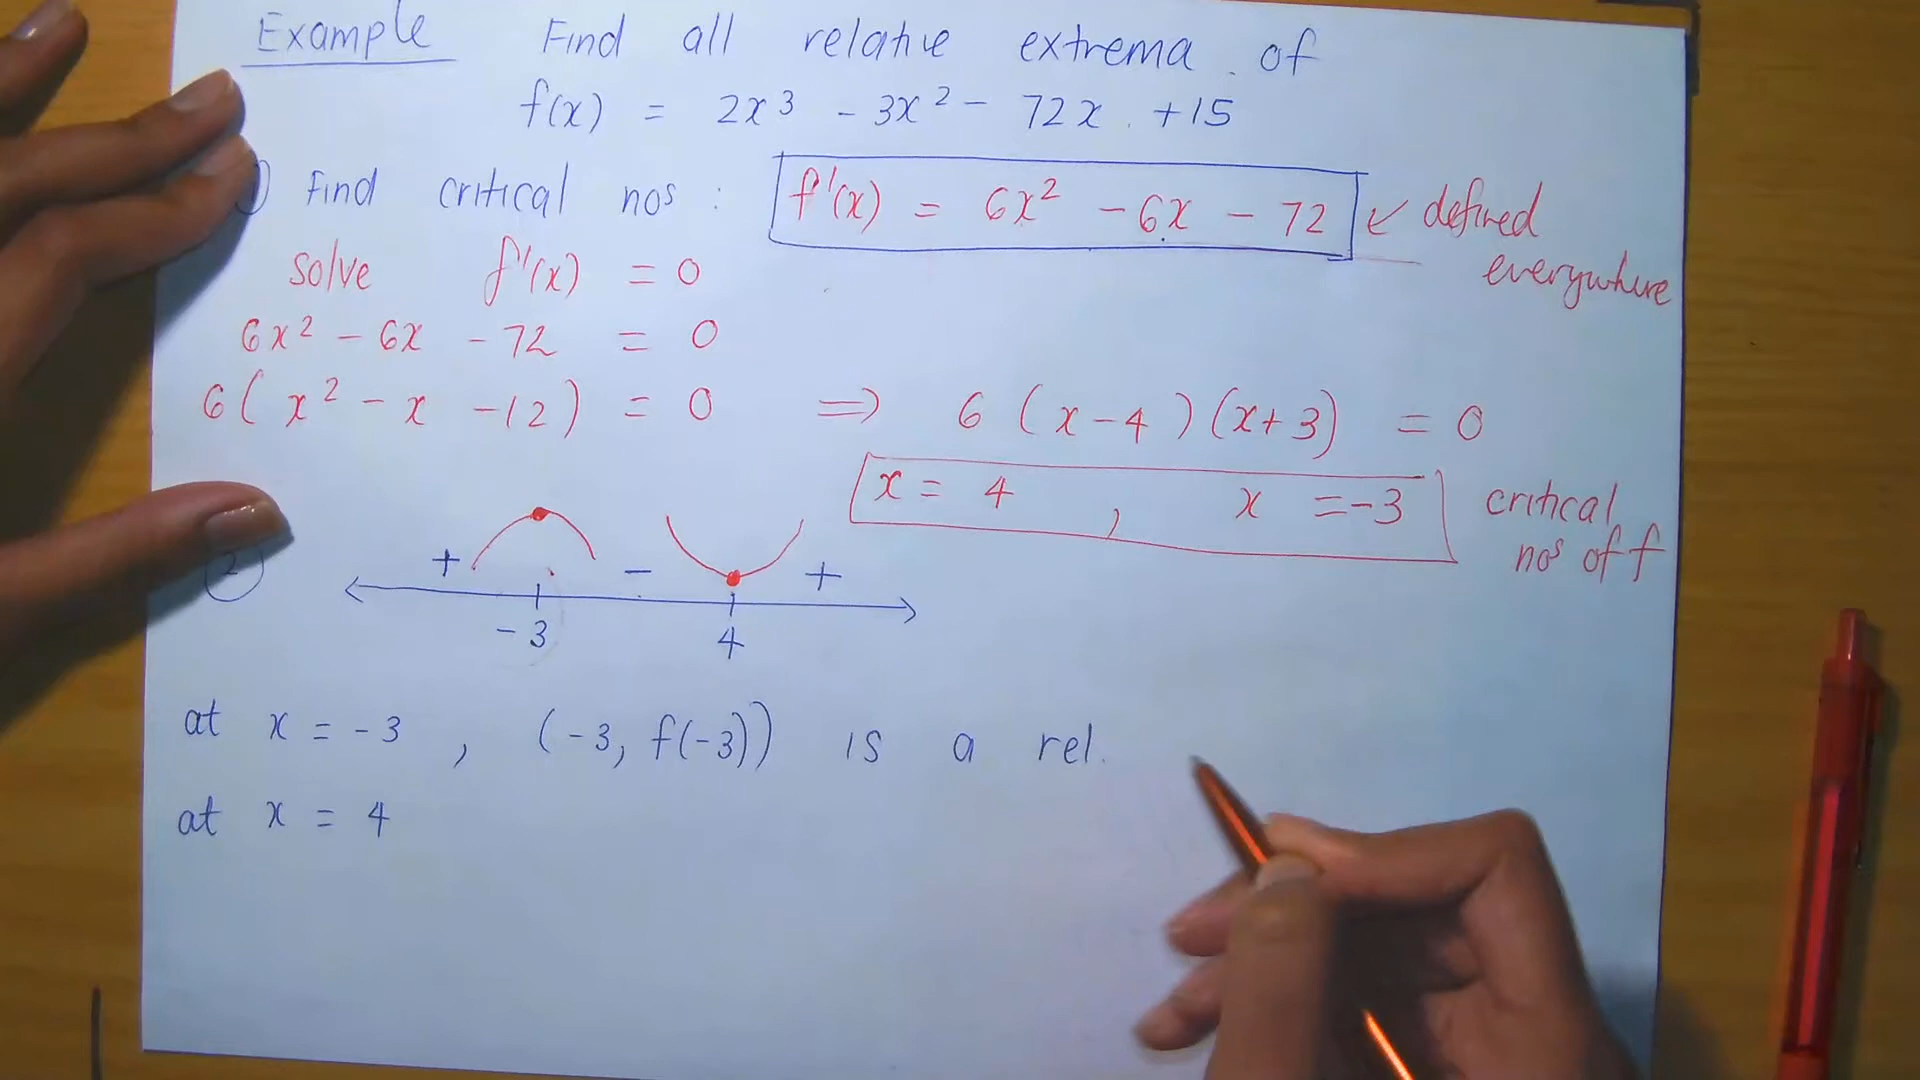 Example Find all relative extrema of
f(x) = 2x³ - 3x² - 72x + 15
) Find critical nos : f'(x) = 6x² - 6x - 72 ↙ defined everywhere
solve f'(x) = 0
6x² - 6x - 72 = 0
6( x² - x - 12 ) = 0 ⟹ 6 ( x - 4 ) (x + 3) = 0
x = 4 , x = -3 critical nos of f
2
+ - +
-3 4
at x = -3 , (-3, f(-3)) is a rel.
at x = 4